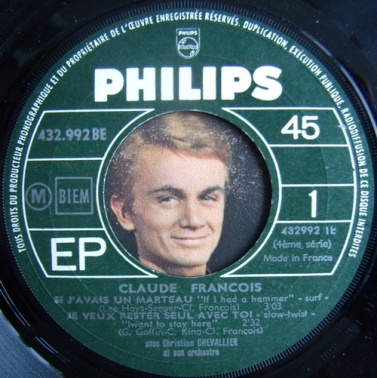 TOUS DROITS DU PRODUCTEUR PHONOGRAPHIQUE ET DU PROPRIÉTAIRE DE L'ŒUVRE ENREGISTRÉE RÉSERVÉS. DUPLICATION, EXÉCUTION PUBLIQUE, RADIODIFFUSION DE CE DISQUE INTERDITES
PHILIPS
PHILIPS
432.992 BE
45
M
BIEM
1
EP
432992 1E
(4ème série)
Made in France
CLAUDE FRANCOIS
SI J'AVAIS UN MARTEAU "If I had a hammer" - surf -
(Lee Hays-Seeger-Cl. François) 3'03
JE VEUX RESTER SEUL AVEC TOI - slow-twist -
"I want to stay here" 2'32
(G. Goffin-C. King-Cl. François)
avec Christian CHEVALLIER
et son orchestre